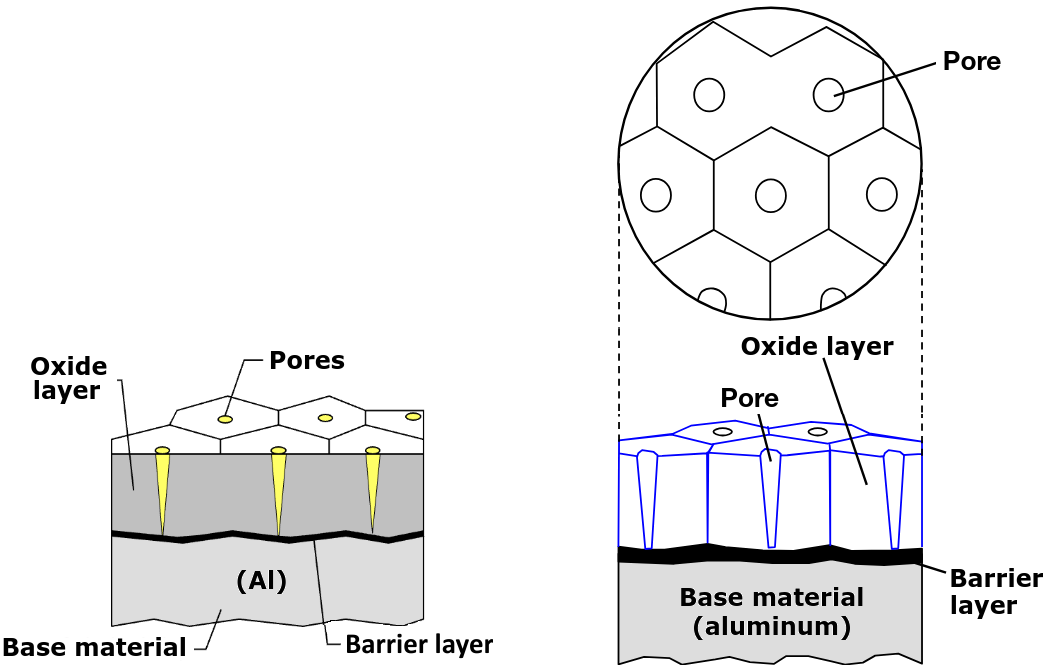 Oxide
layer
Pores
(Al)
Base material
Barrier layer
Pore
Oxide layer
Pore
Barrier
layer
Base material
(aluminum)